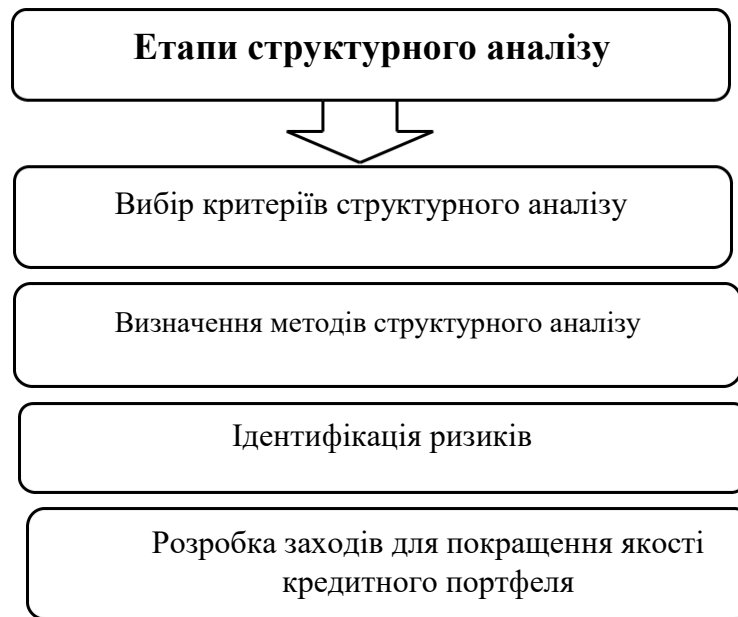 Етапи структурного аналізу
Вибір критеріїв структурного аналізу
Визначення методів структурного аналізу
Ідентифікація ризиків
Розробка заходів для покращення якості
кредитного портфеля